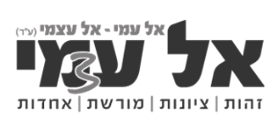 אל עמי - אל עצמי (ע"ר)
אל עמי
זהות | ציונות | מורשת | אחדות